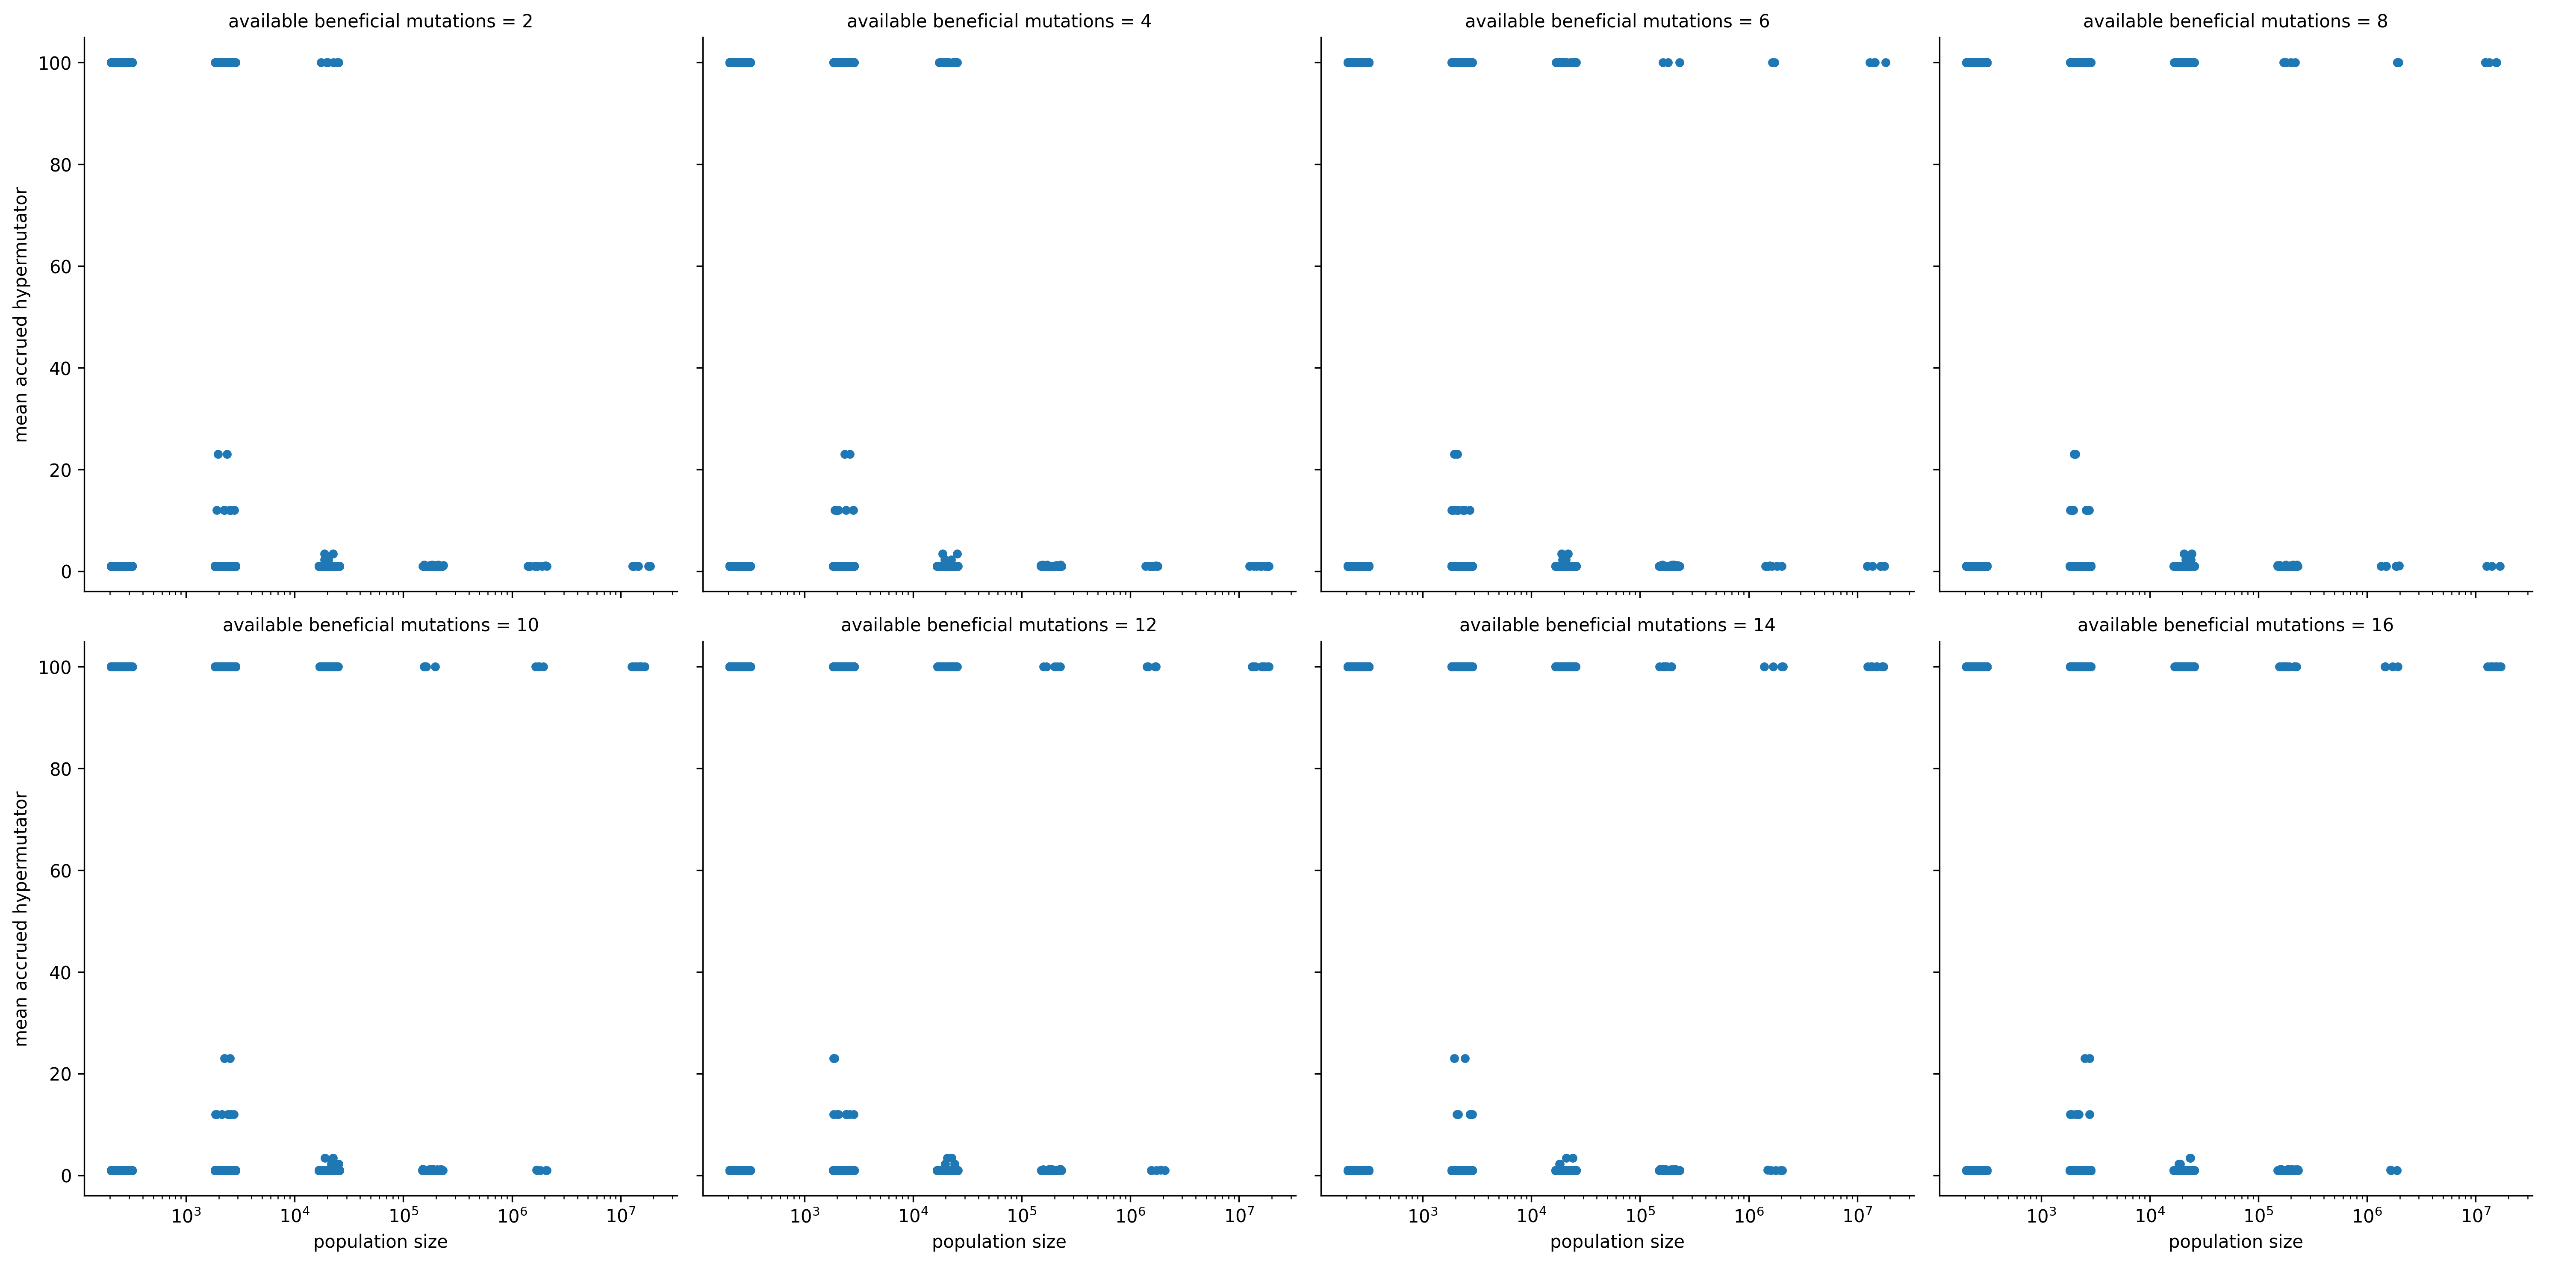 available beneficial mutations = 2
available beneficial mutations = 4
available beneficial mutations = 6
available beneficial mutations = 8
100
80
60
40
20
0
mean accrued hypermutator
available beneficial mutations = 10
available beneficial mutations = 12
available beneficial mutations = 14
available beneficial mutations = 16
100
80
60
40
20
0
mean accrued hypermutator
10³ 10⁴ 10⁵ 10⁶ 10⁷
10³ 10⁴ 10⁵ 10⁶ 10⁷
10³ 10⁴ 10⁵ 10⁶ 10⁷
10³ 10⁴ 10⁵ 10⁶ 10⁷
population size
population size
population size
population size